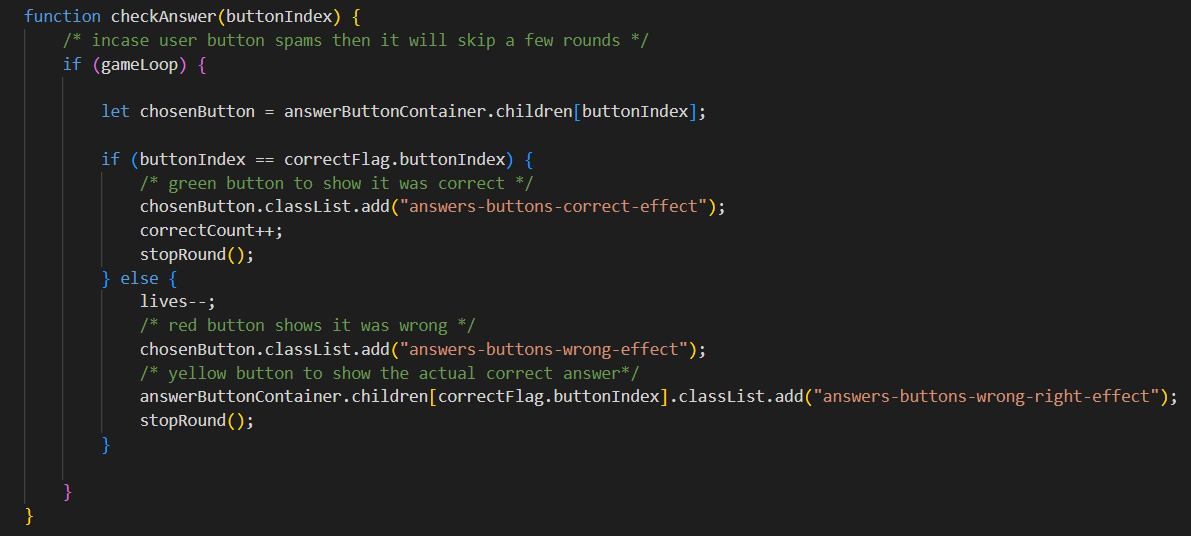 function checkAnswer(buttonIndex) {
    /* incase user button spams then it will skip a few rounds */
    if (gameLoop) {
        let chosenButton = answerButtonContainer.children[buttonIndex];
        if (buttonIndex == correctFlag.buttonIndex) {
            /* green button to show it was correct */
            chosenButton.classList.add("answers-buttons-correct-effect");
            correctCount++;
            stopRound();
        } else {
            lives--;
            /* red button shows it was wrong */
            chosenButton.classList.add("answers-buttons-wrong-effect");
            /* yellow button to show the actual correct answer*/
            answerButtonContainer.children[correctFlag.buttonIndex].classList.add("answers-buttons-wrong-right-effect");
            stopRound();
        }
    }
}